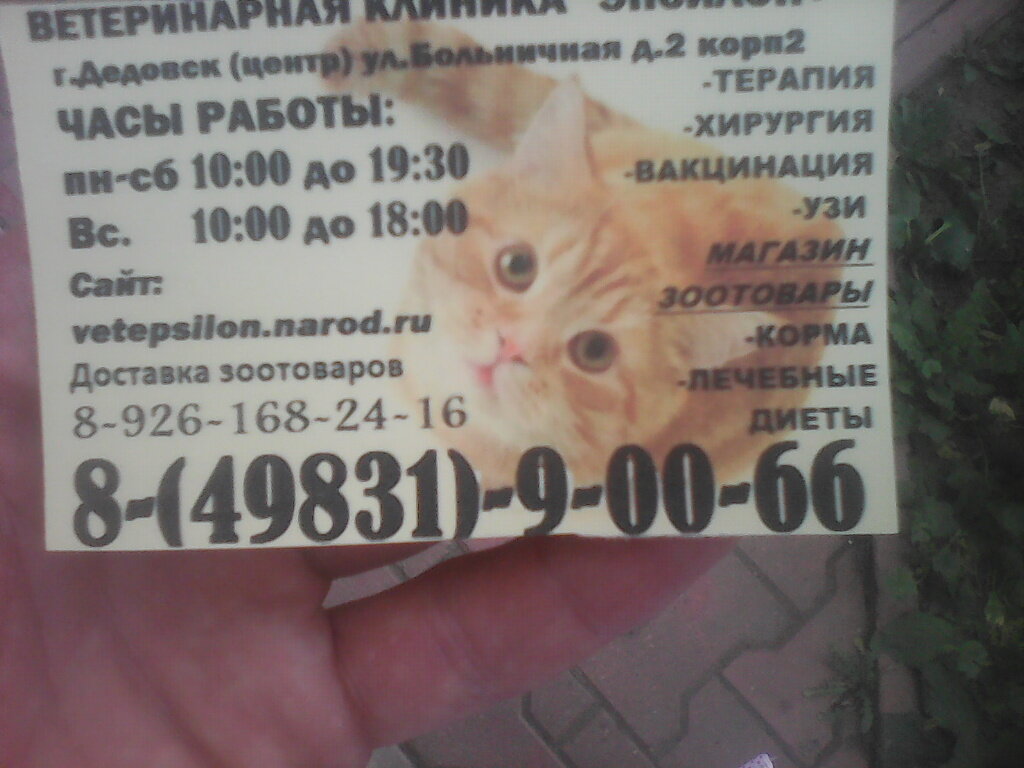 ВЕТЕРИНАРНАЯ КЛИНИКА "ЭПСИЛОН"
г.Дедовск (центр) ул.Больничная д.2 корп2
ЧАСЫ РАБОТЫ:
пн-сб 10:00 до 19:30
Вс. 10:00 до 18:00
Сайт:
vetepsilon.narod.ru
Доставка зоотоваров
8-926-168-24-16
-ТЕРАПИЯ
-ХИРУРГИЯ
-ВАКЦИНАЦИЯ
-УЗИ
МАГАЗИН
ЗООТОВАРЫ
-КОРМА
-ЛЕЧЕБНЫЕ
ДИЕТЫ
8-(49831)-9-00-66